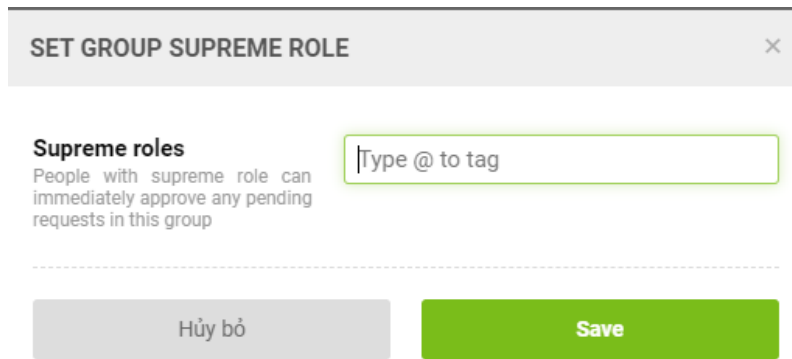 SET GROUP SUPREME ROLE
Supreme roles
Type @ to tag
People with supreme role can
immediately approve any pending
requests in this group
Hủy bỏ
Save